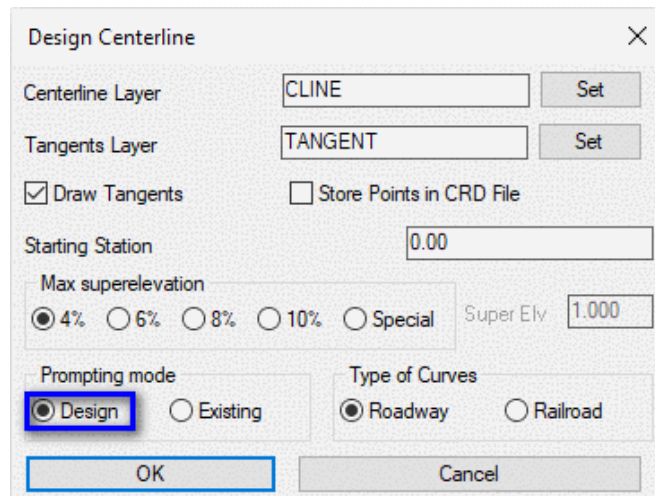 Design Centerline
Centerline Layer CLINE Set
Tangents Layer TANGENT Set
Draw Tangents Store Points in CRD File
Starting Station 0.00
Max superelevation
4% 6% 8% 10% Special Super Elv 1.000
Prompting mode Type of Curves
Design Existing Roadway Railroad
OK Cancel